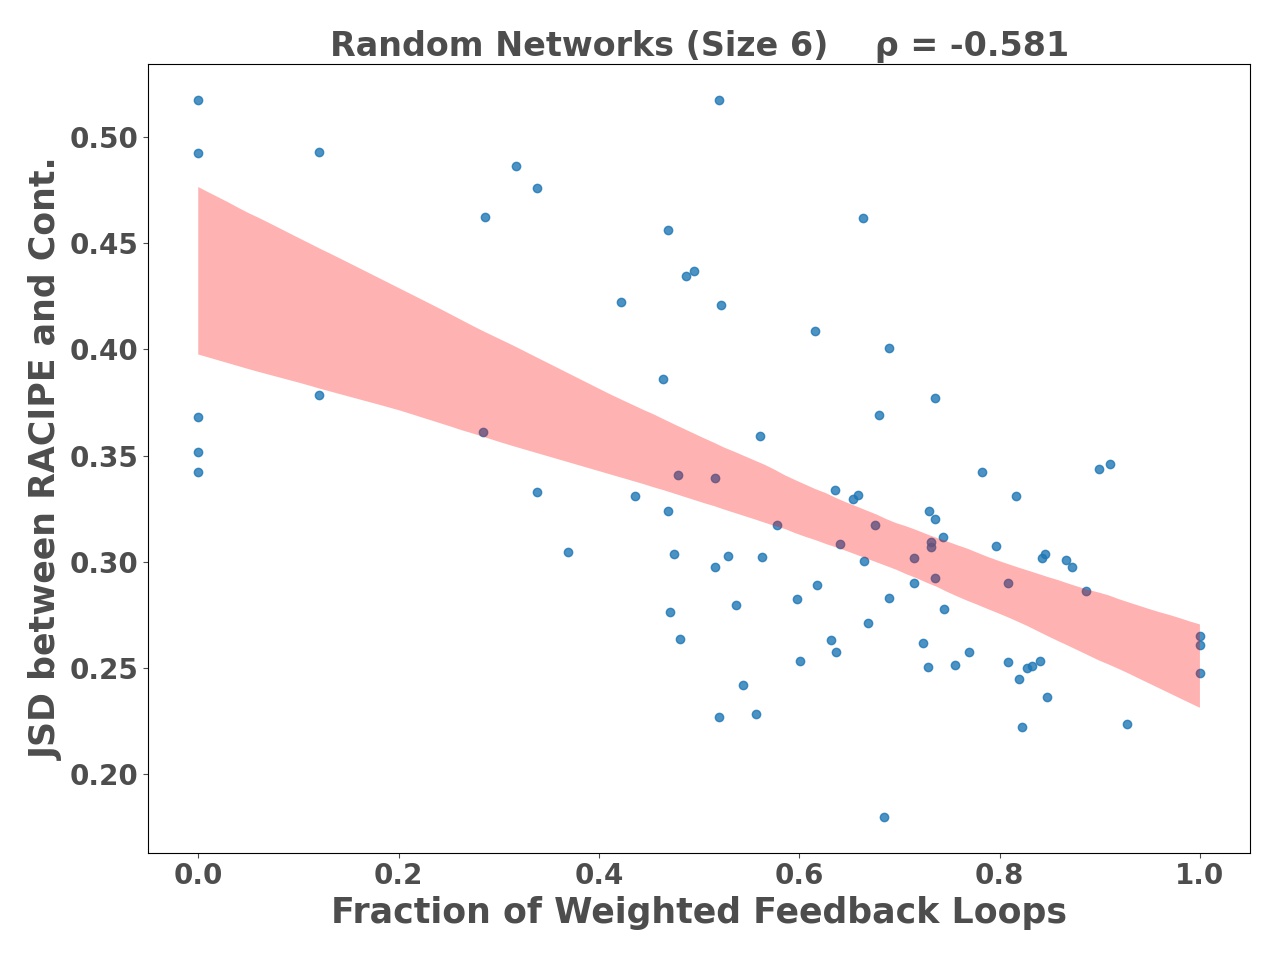 Random Networks (Size 6)    ρ = -0.581
JSD between RACIPE and Cont.
0.50
0.45
0.40
0.35
0.30
0.25
0.20
0.0 0.2 0.4 0.6 0.8 1.0
Fraction of Weighted Feedback Loops